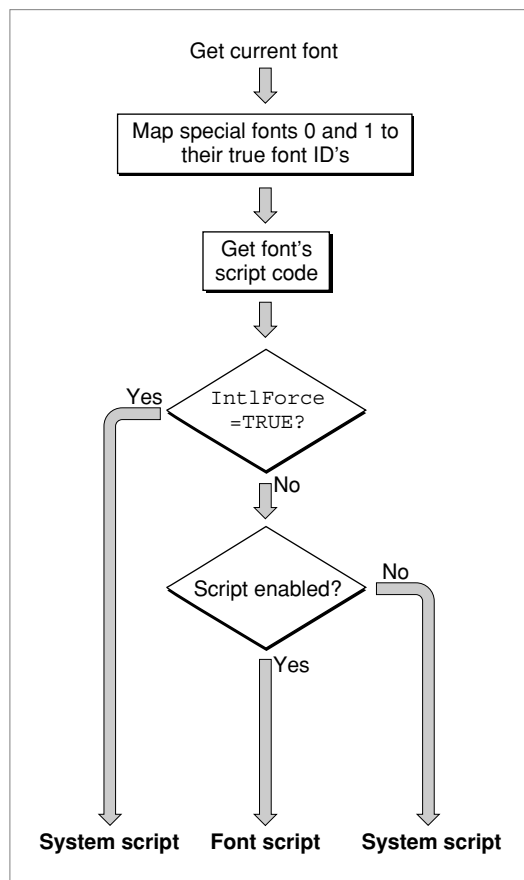 Get current font
Map special fonts 0 and 1 to
their true font ID's
Get font's
script code
Yes
IntlForce
=TRUE?
No
Script enabled?
No
Yes
System script
Font script
System script